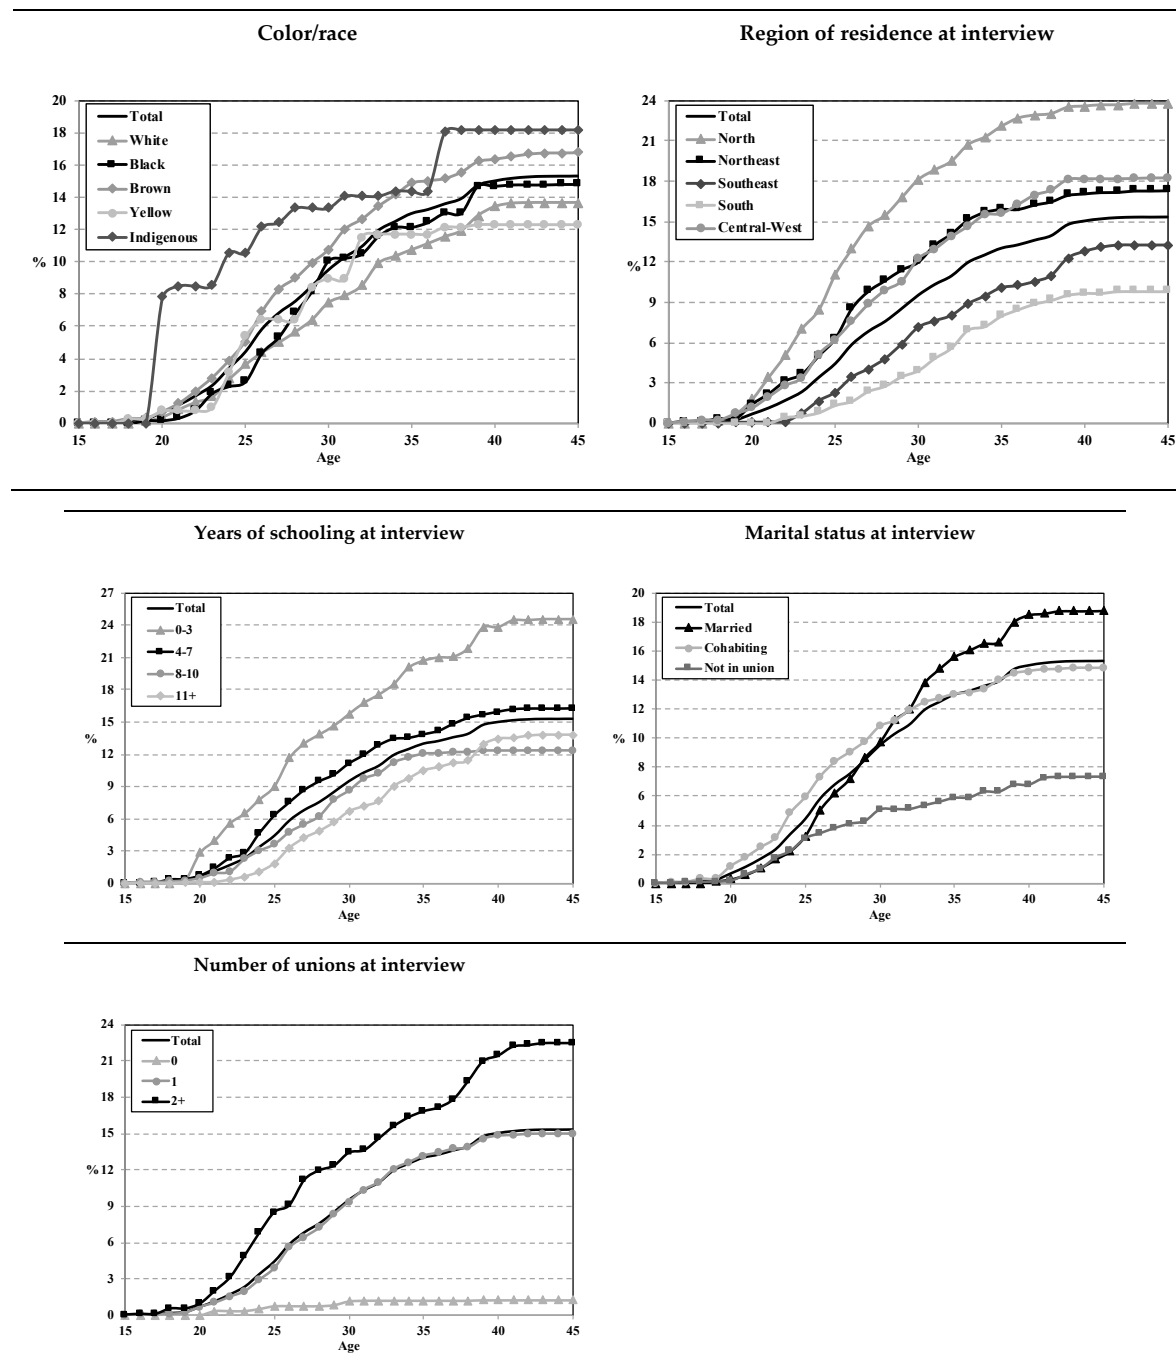 Color/race
Region of residence at interview
20
18
16
14
12
10
8
6
4
2
0
%
Total
White
Black
Brown
Yellow
Indigenous
15 20 25 30 35 40 45
Age
24
21
18
15
12
9
6
3
0
%
Total
North
Northeast
Southeast
South
Central-West
15 20 25 30 35 40 45
Age
Years of schooling at interview
Marital status at interview
27
24
21
18
15
12
9
6
3
0
%
Total
0-3
4-7
8-10
11+
15 20 25 30 35 40 45
Age
20
18
16
14
12
10
8
6
4
2
0
%
Total
Married
Cohabiting
Not in union
15 20 25 30 35 40 45
Age
Number of unions at interview
24
21
18
15
12
9
6
3
0
%
Total
0
1
2+
15 20 25 30 35 40 45
Age